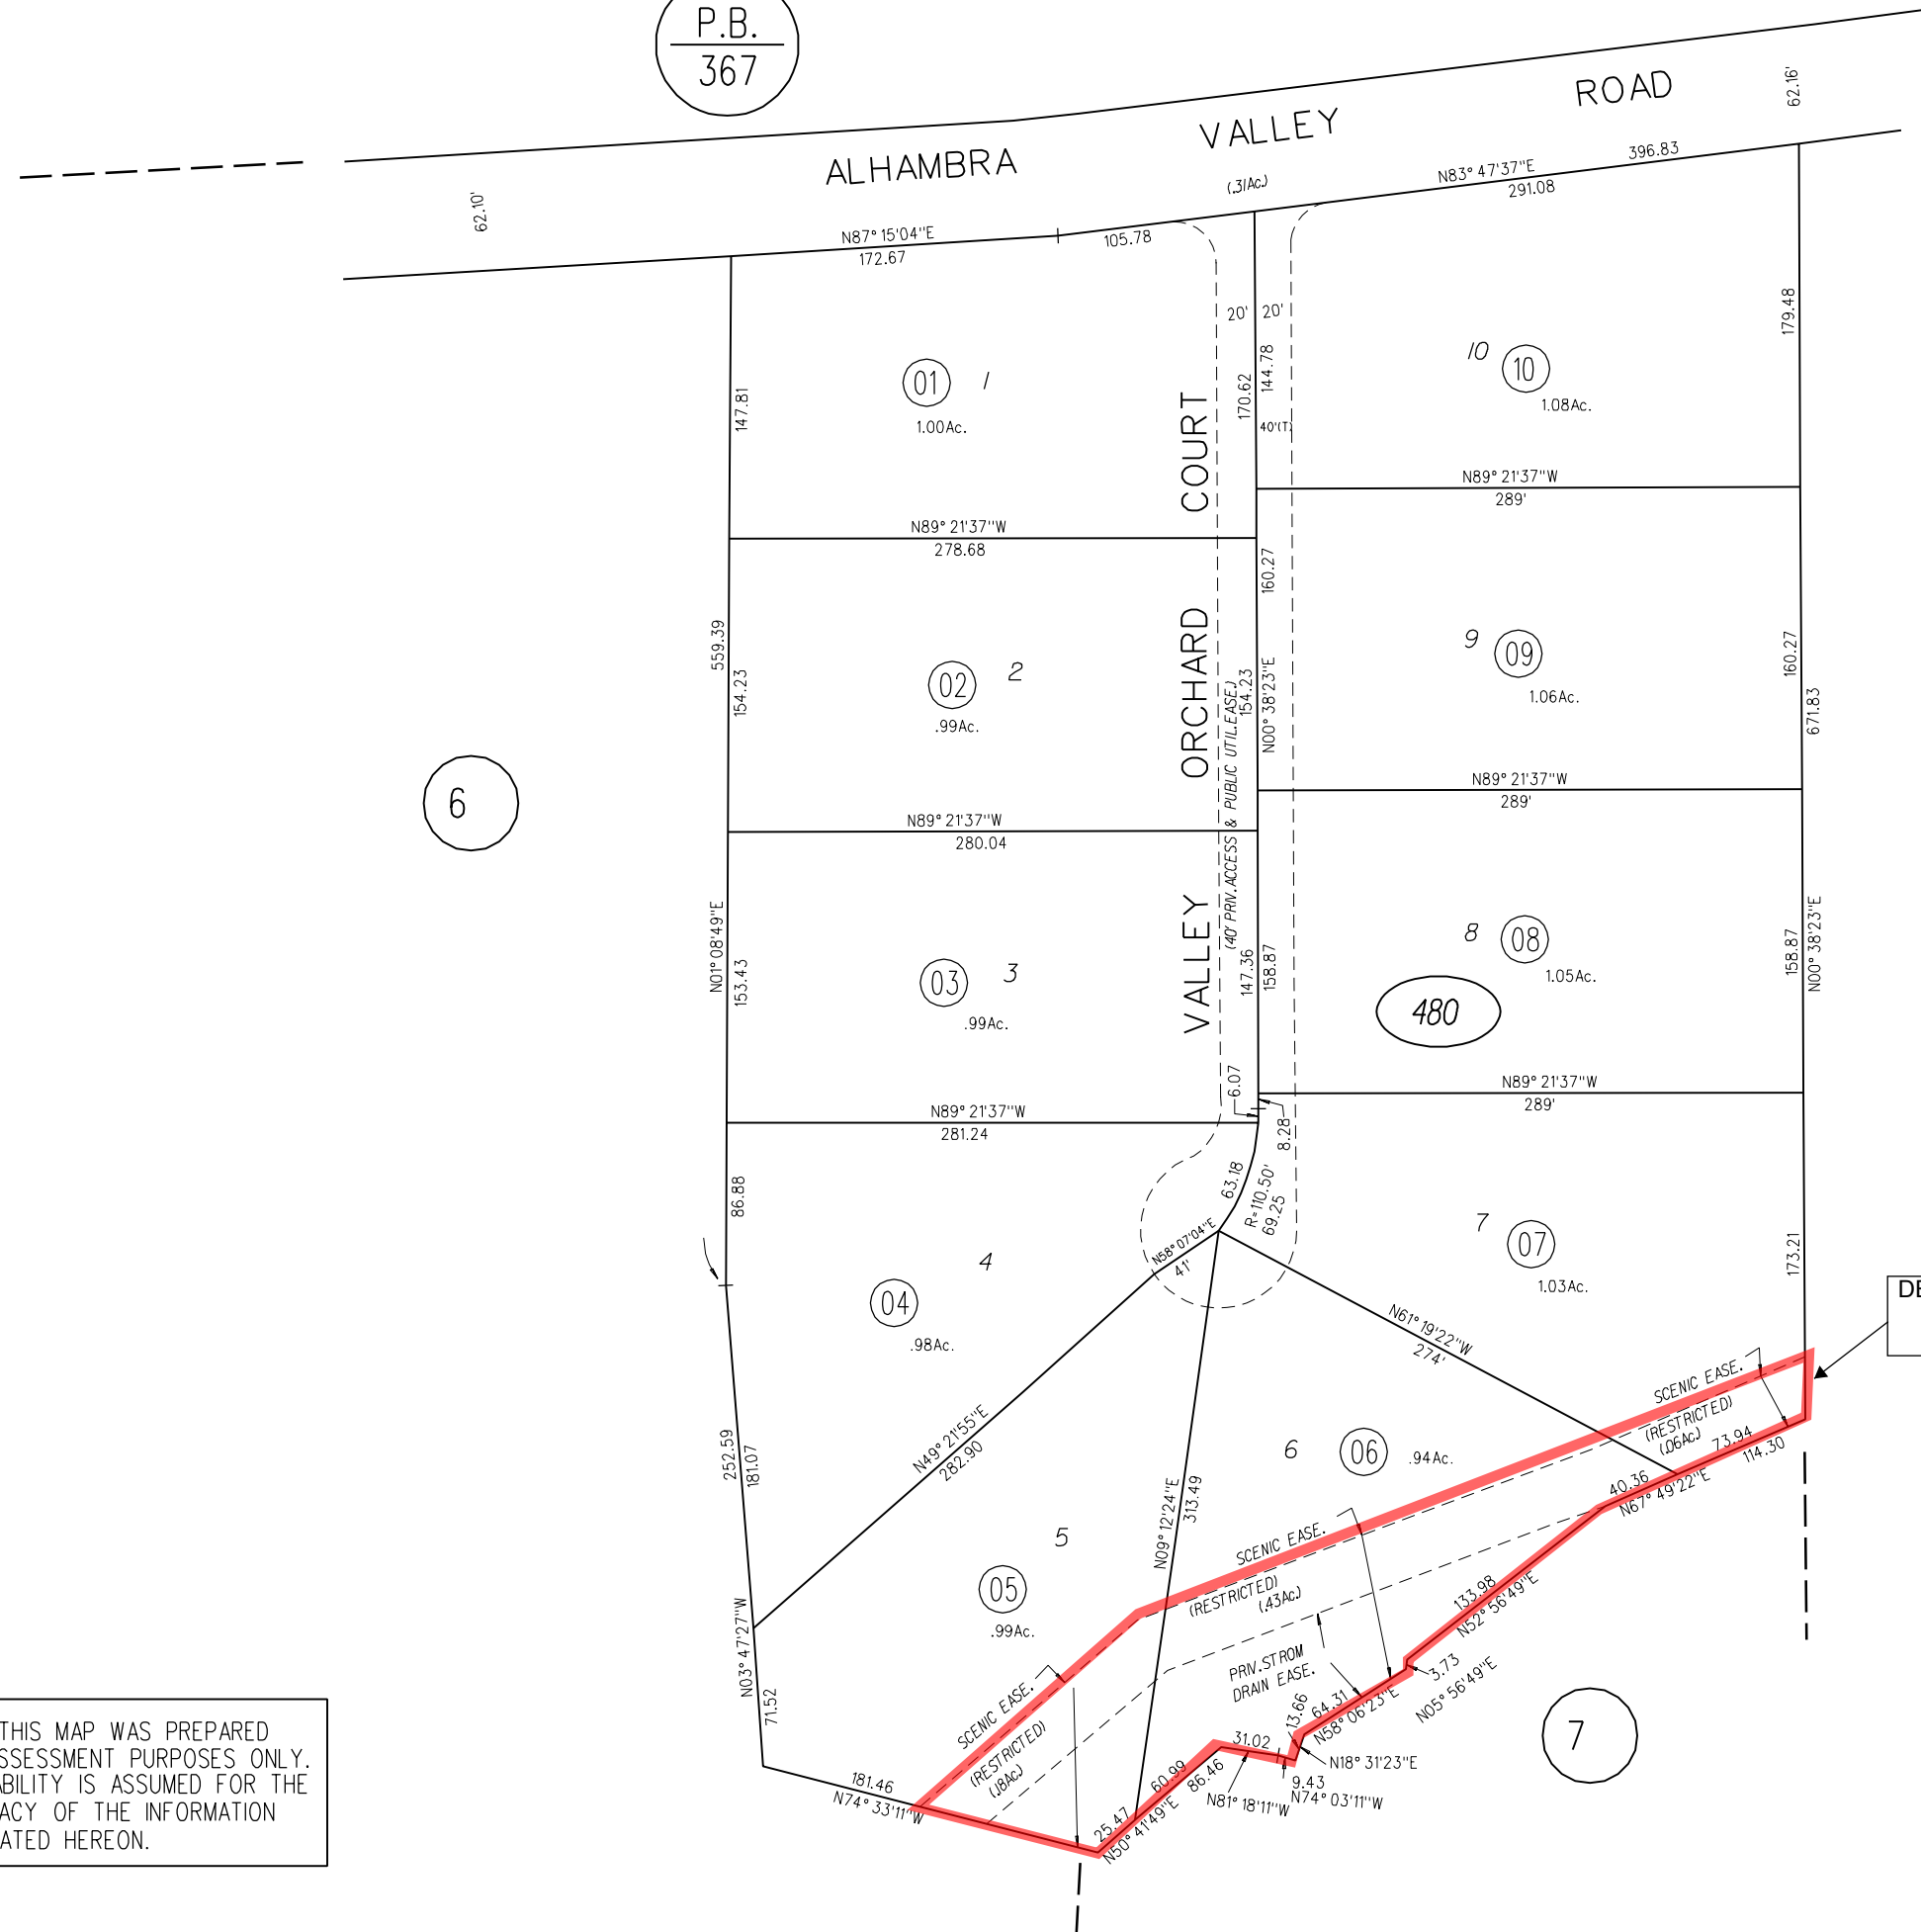 P.B.
367
ALHAMBRA VALLEY ROAD
62.16'
62.10'
(.31Ac.)
N83° 47'37"E
396.83
291.08
N87° 15'04"E
172.67
105.78
20'
20'
147.81
01
1
1.00Ac.
170.62
144.78
40'(T)
10
10
1.08Ac.
179.48
N89° 21'37"W
289'
N89° 21'37"W
278.68
VALLEY ORCHARD COURT
(40' PRIV.ACCESS & PUBLIC UTIL.EASE.)
160.27
559.39
154.23
02
2
.99Ac.
154.23
N00° 38'23"E
9
09
1.06Ac.
160.27
671.83
6
N89° 21'37"W
289'
N89° 21'37"W
280.04
N01° 08'49"E
153.43
03
3
.99Ac.
147.36
158.87
8
08
1.05Ac.
158.87
N00° 38'23"E
480
N89° 21'37"W
289'
6.07
8.28
N89° 21'37"W
281.24
86.88
63.18
R=110.50'
69.25
N58° 07'04"E
41'
4
04
.98Ac.
7
07
1.03Ac.
173.21
DE
N61° 19'22"W
274'
252.59
181.07
N49° 21'55"E
282.90
N09° 12'24"E
313.49
6
06
.94Ac.
SCENIC EASE.
(RESTRICTED)
(.06Ac.)
73.94
114.30
40.36
N67° 49'22"E
5
05
.99Ac.
SCENIC EASE.
(RESTRICTED)
(.43Ac.)
133.98
N52° 56'49"E
N03° 47'27"W
71.52
PRIV.STROM
DRAIN EASE.
3.73
N05° 56'49"E
SCENIC EASE.
(RESTRICTED)
(.18Ac.)
13.66
64.31
N58° 06'23"E
31.02
N18° 31'23"E
9.43
N74° 03'11"W
N81° 18'11"W
60.99
86.46
25.47
N50° 41'49"E
181.46
N74° 33'11"W
7
THIS MAP WAS PREPARED
SSESSMENT PURPOSES ONLY.
ABILITY IS ASSUMED FOR THE
ACY OF THE INFORMATION
ATED HEREON.